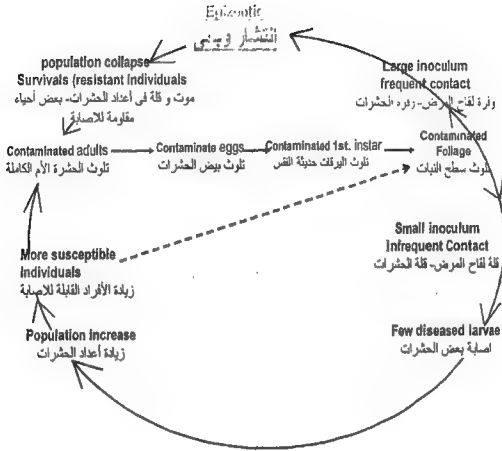 Epizootic
انتشار وبائى
population collapse
Survivals (resistant individuals
موت و قلة فى أعداد الحشرات- بعض أحياء
مقاومة للاصابة
Large inoculum
frequent contact
وفرة لقاح المرض- وفرة الحشرات
Contaminated adults
تلوث الحشرة الأم الكاملة
Contaminate eggs
تلوث بيض الحشرات
Contaminated 1st. instar
تلوث اليرقات حديثة الفقس
Contaminated
Foliage
تلوث سطح النبات
Small inoculum
Infrequent Contact
قلة لقاح المرض- قلة الحشرات
More susceptible
Individuals
زيادة الأفراد القابلة للاصابة
Population increase
زيادة أعداد الحشرات
Few diseased larvae
اصابة بعض الحشرات